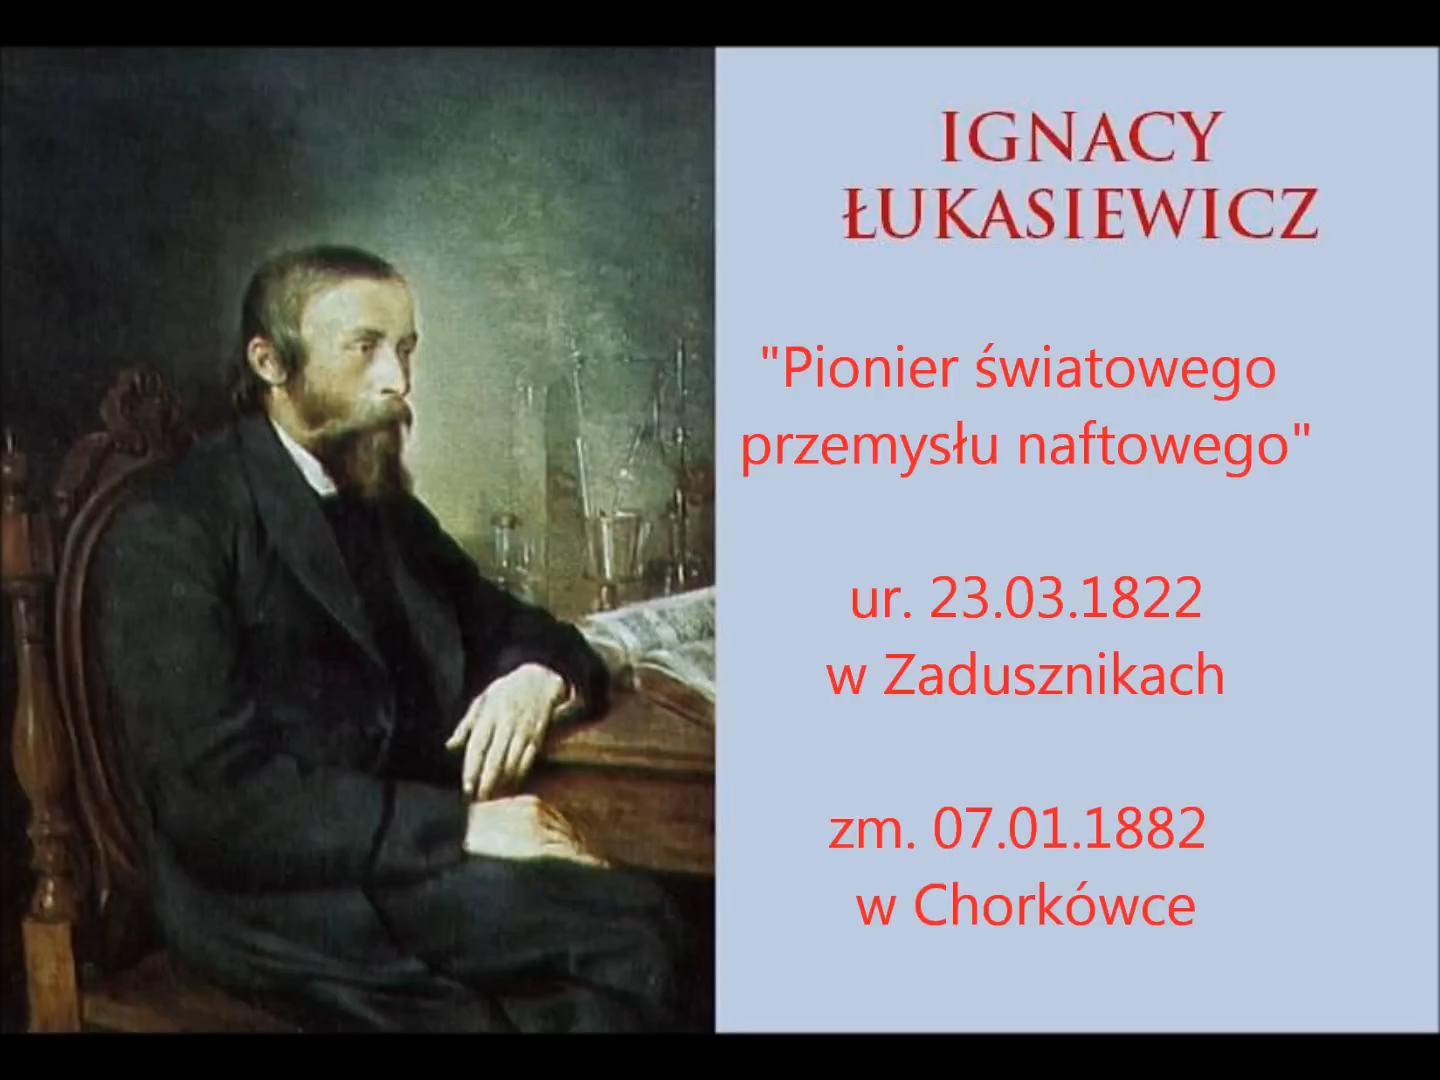 IGNACY
ŁUKASIEWICZ
"Pionier światowego
przemysłu naftowego"
ur. 23.03.1822
w Zadusznikach
zm. 07.01.1882
w Chorkówce